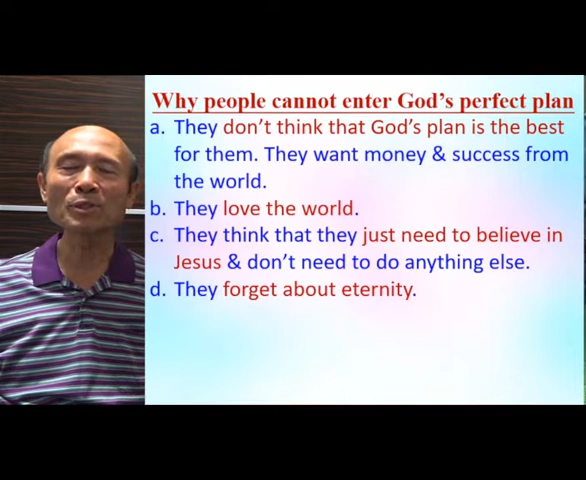 Why people cannot enter God's perfect plan
a. They don't think that God's plan is the best
for them. They want money & success from
the world.
b. They love the world.
c. They think that they just need to believe in
Jesus & don't need to do anything else.
d. They forget about eternity.